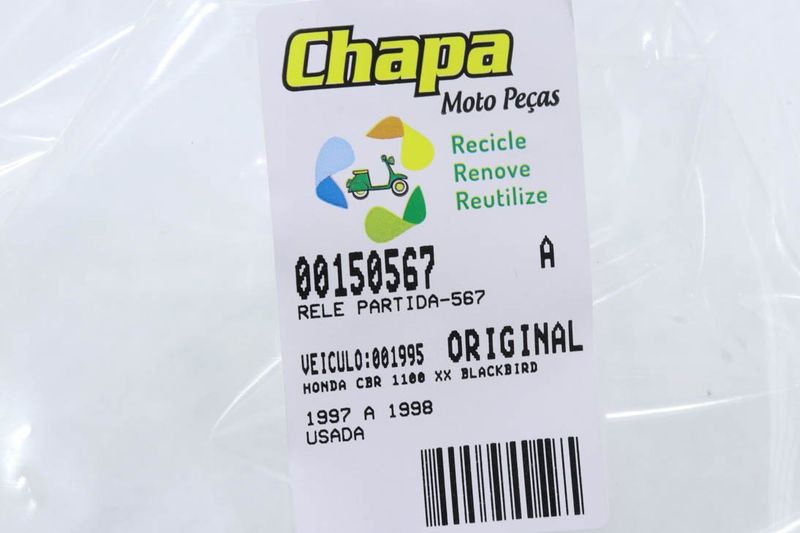 Chapa
Moto Peças
Recicle
Renove
Reutilize
00150567 A
RELE PARTIDA-567
VEICULO:001995 ORIGINAL
HONDA CBR 1100 XX BLACKBIRD
1997 A 1998
USADA